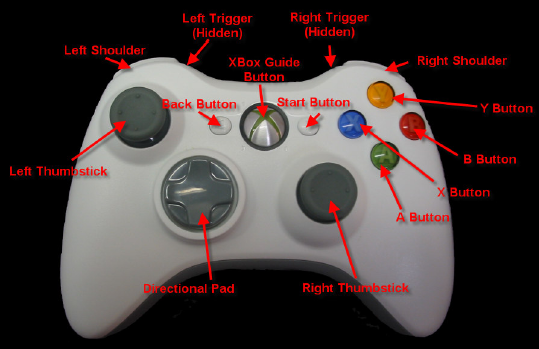 Left Trigger
(Hidden)
Right Trigger
(Hidden)
Left Shoulder
XBox Guide
Button
Right Shoulder
Back Button
Start Button
Y Button
Y
X
B
A
B Button
Left Thumbstick
X Button
A Button
Directional Pad
Right Thumbstick